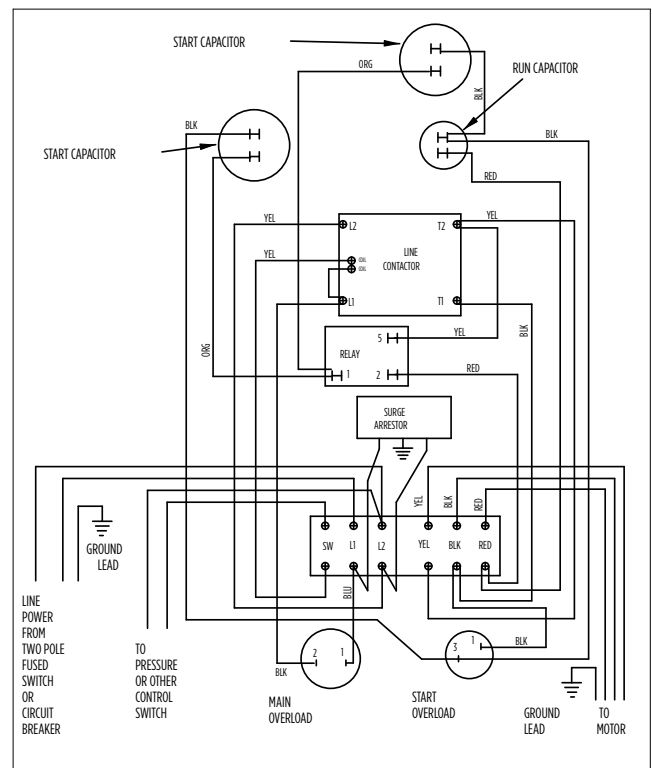 START CAPACITOR
ORG
RUN CAPACITOR
BLK
BLK
BLK
START CAPACITOR
RED
YEL
L2
T2
YEL
YEL
COIL
COIL
LINE
CONTACTOR
L1
T1
5
YEL
BLK
ORG
RELAY
1
2
RED
SURGE
ARRESTOR
YEL
BLK
RED
GROUND
LEAD
SW
L1
L2
YEL
BLK
RED
BLU
LINE
POWER
FROM
TWO POLE
FUSED
SWITCH
OR
CIRCUIT
BREAKER
TO
PRESSURE
OR OTHER
CONTROL
SWITCH
2
1
BLK
MAIN
OVERLOAD
3
1
BLK
START
OVERLOAD
GROUND
LEAD
TO
MOTOR